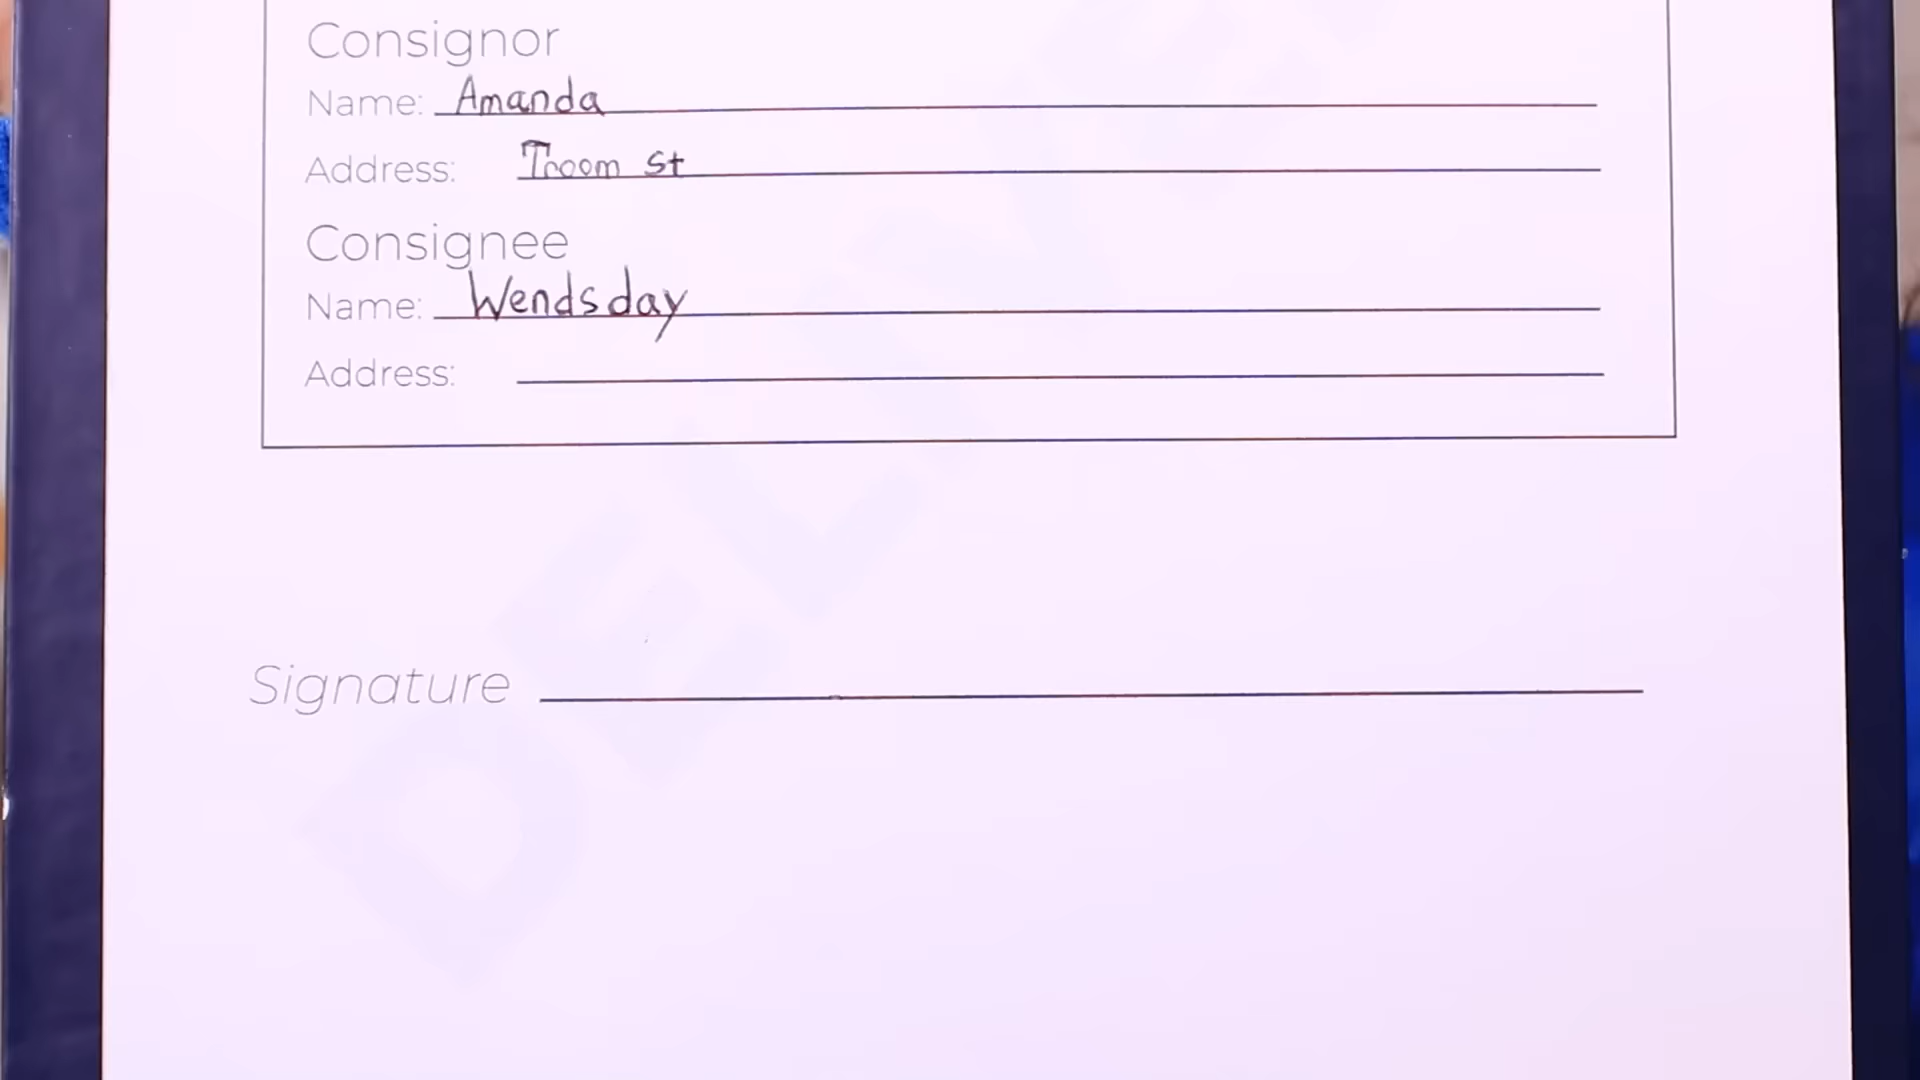 Consignor
Name: Amanda
Address: Troom St
Consignee
Name: Wendsday
Address:
Signature